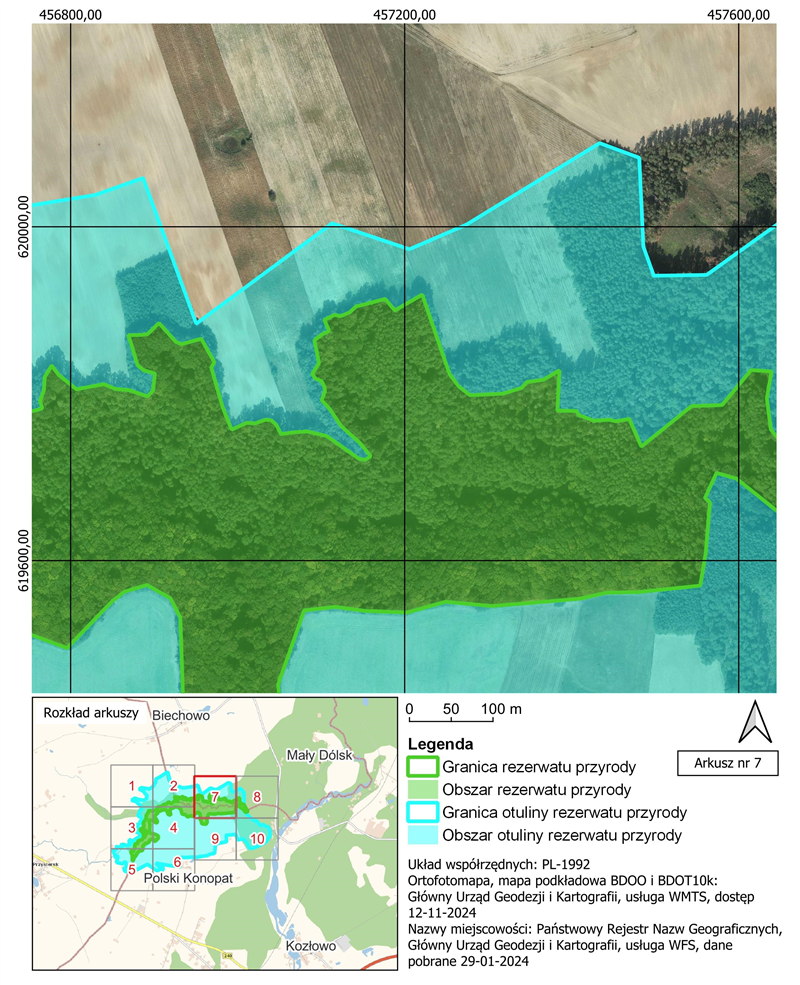 456800,00 457200,00 457600,00
620000,00
619600,00
Rozkład arkuszy
Biechowo
Mały Dólsk
1
2
7
8
3
4
9
10
5
6
Polski Konopat
Przysiersk
Kozłowo
0 50 100 m
Legenda
Granica rezerwatu przyrody
Obszar rezerwatu przyrody
Granica otuliny rezerwatu przyrody
Obszar otuliny rezerwatu przyrody
Arkusz nr 7
Układ współrzędnych: PL-1992
Ortofotomapa, mapa podkładowa BDOO i BDOT10k:
Główny Urząd Geodezji i Kartografii, usługa WMTS, dostęp
12-11-2024
Nazwy miejscowości: Państwowy Rejestr Nazw Geograficznych,
Główny Urząd Geodezji i Kartografii, usługa WFS, dane
pobrane 29-01-2024